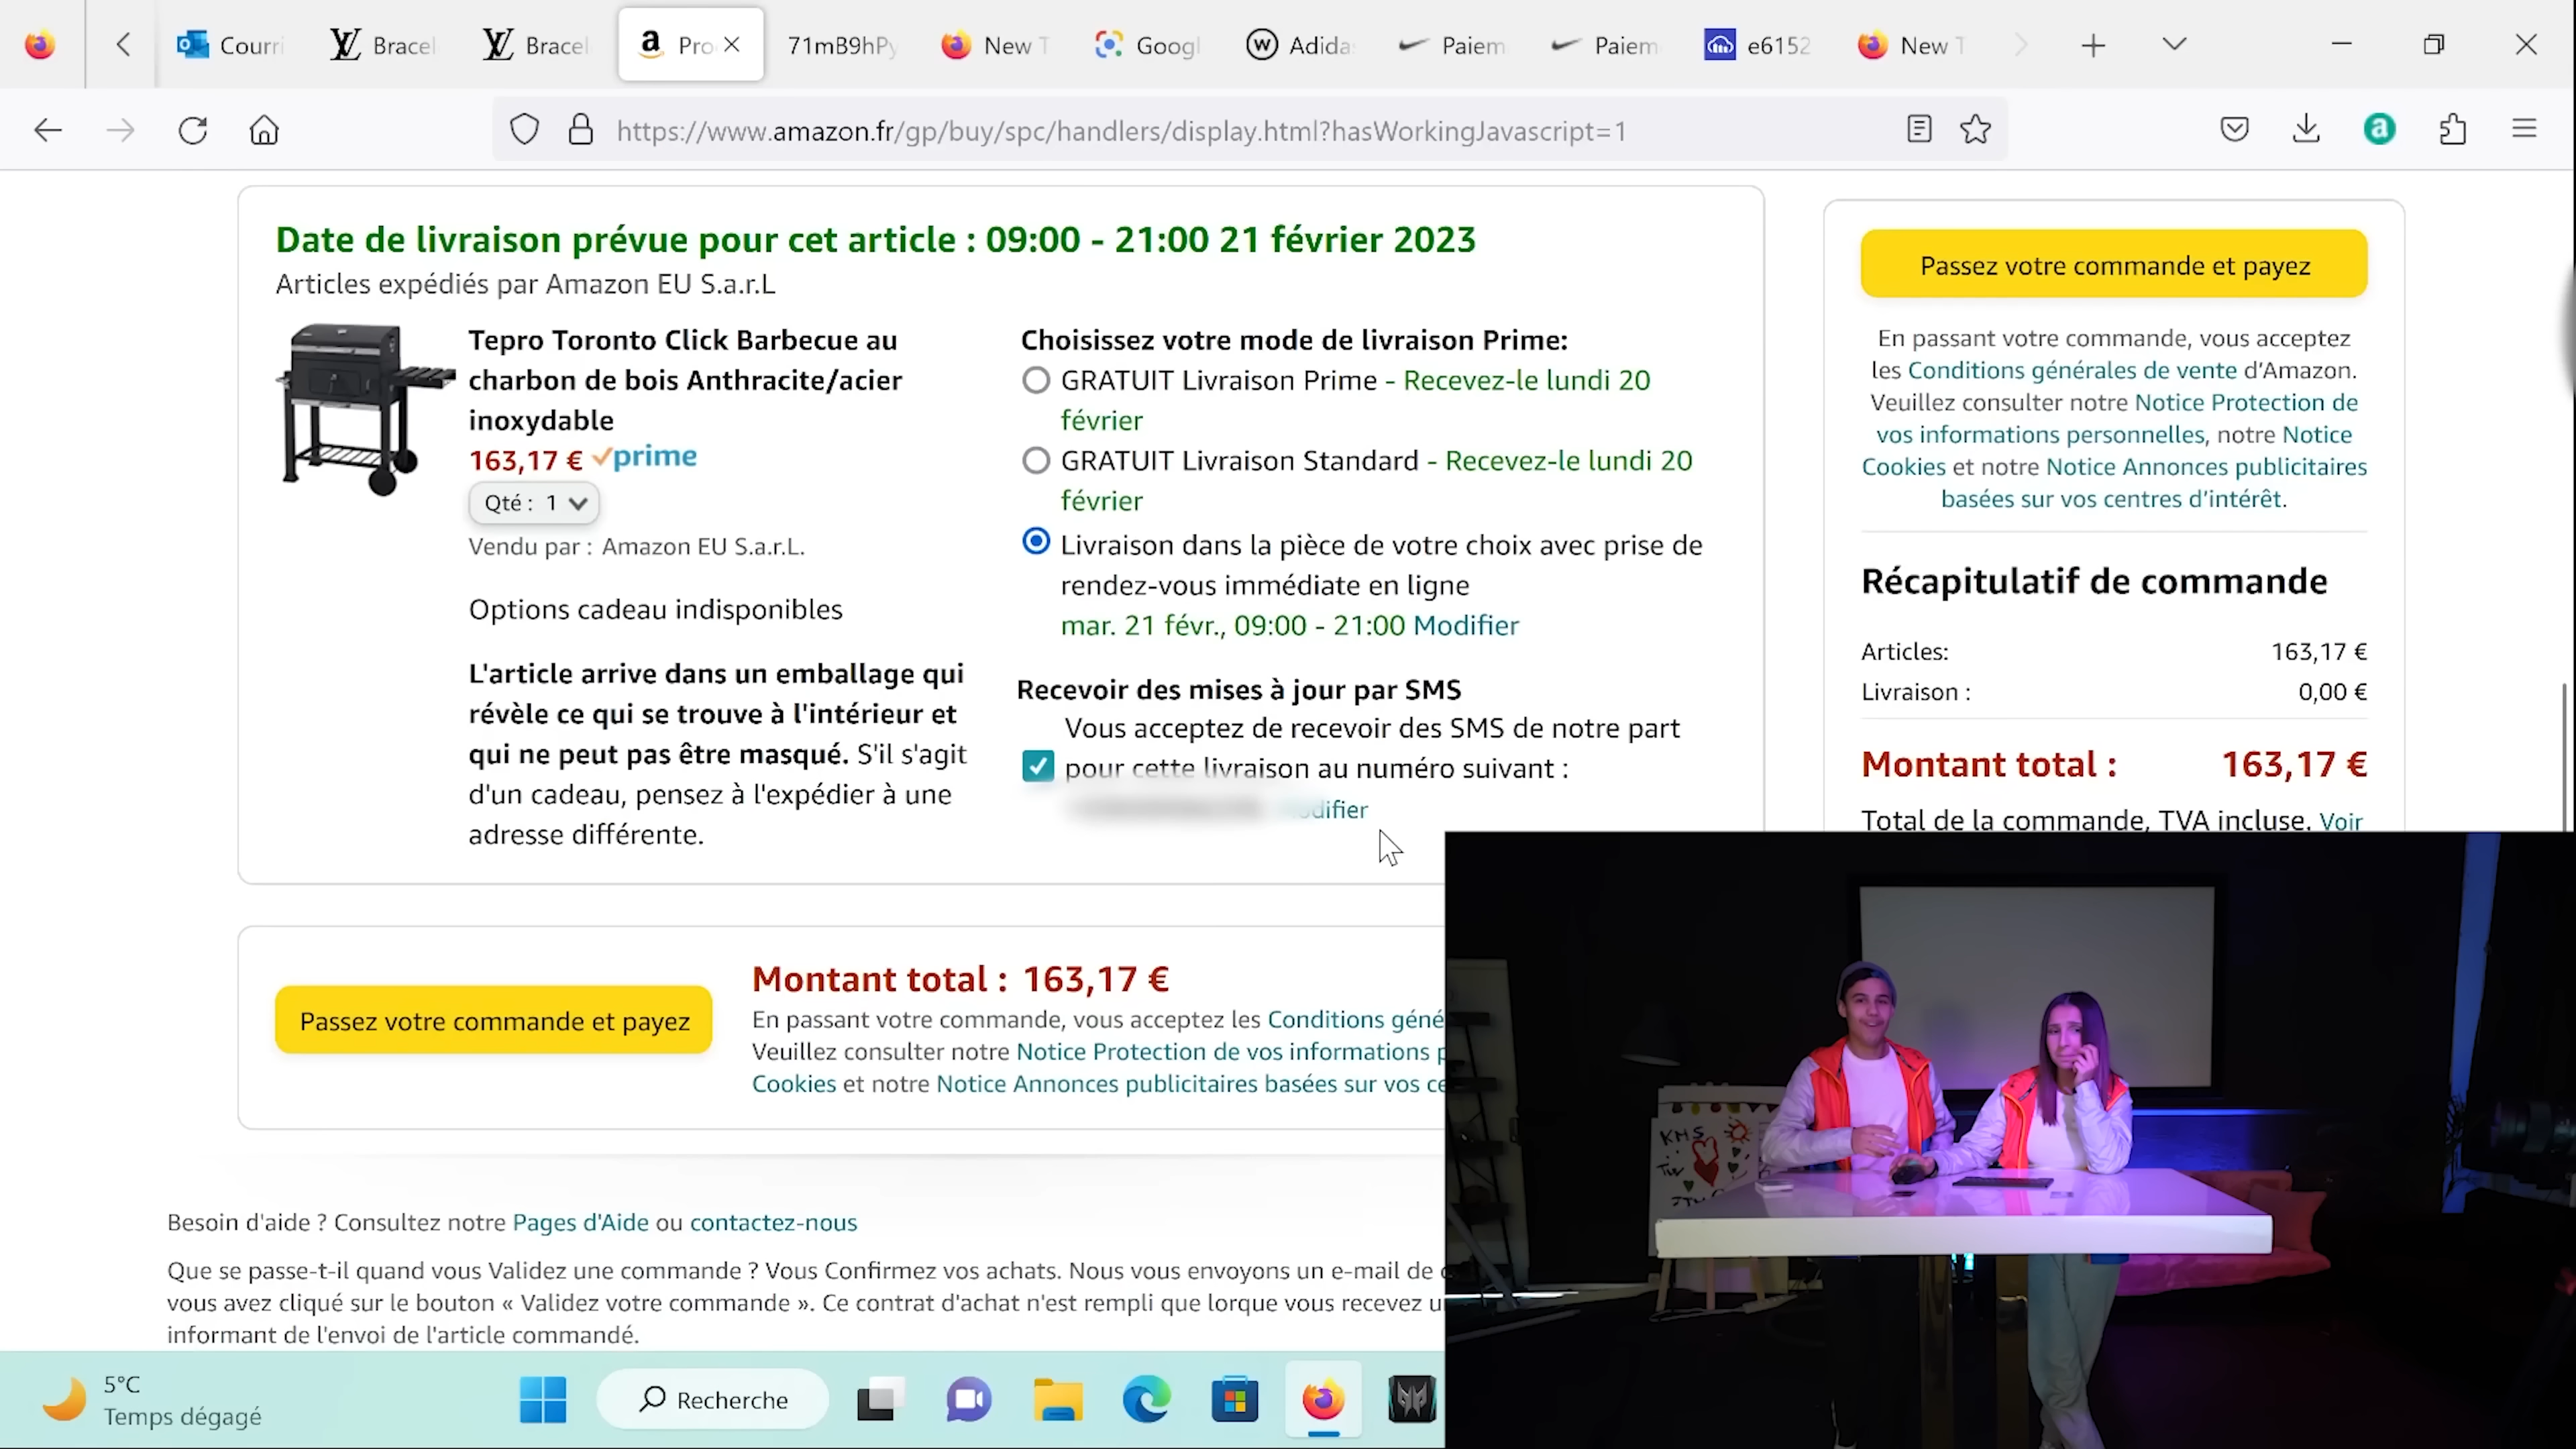 Courri
Bracel
Bracel
Pro
71mB9hPy
New T
Googl
Adida
Paiem
Paiem
e6152
New T
https://www.amazon.fr/gp/buy/spc/handlers/display.html?hasWorkingJavascript=1
Date de livraison prévue pour cet article : 09:00 - 21:00 21 février 2023
Articles expédiés par Amazon EU S.a.r.L
Tepro Toronto Click Barbecue au
charbon de bois Anthracite/acier
inoxydable
163,17 € prime
Qté : 1
Vendu par : Amazon EU S.a.r.L.
Options cadeau indisponibles
L'article arrive dans un emballage qui
révèle ce qui se trouve à l'intérieur et
qui ne peut pas être masqué. S'il s'agit
d'un cadeau, pensez à l'expédier à une
adresse différente.
Choisissez votre mode de livraison Prime:
GRATUIT Livraison Prime - Recevez-le lundi 20
février
GRATUIT Livraison Standard - Recevez-le lundi 20
février
Livraison dans la pièce de votre choix avec prise de
rendez-vous immédiate en ligne
mar. 21 févr., 09:00 - 21:00 Modifier
Recevoir des mises à jour par SMS
Vous acceptez de recevoir des SMS de notre part
pour cette livraison au numéro suivant :
odifier
Passez votre commande et payez
En passant votre commande, vous acceptez
les Conditions générales de vente d'Amazon.
Veuillez consulter notre Notice Protection de
vos informations personnelles, notre Notice
Cookies et notre Notice Annonces publicitaires
basées sur vos centres d'intérêt.
Récapitulatif de commande
Articles: 163,17 €
Livraison : 0,00 €
Montant total : 163,17 €
Total de la commande, TVA incluse. Voir
Passez votre commande et payez
Montant total : 163,17 €
En passant votre commande, vous acceptez les Conditions géné
Veuillez consulter notre Notice Protection de vos informations p
Cookies et notre Notice Annonces publicitaires basées sur vos ce
KMS
Besoin d'aide ? Consultez notre Pages d'Aide ou contactez-nous
Que se passe-t-il quand vous Validez une commande ? Vous Confirmez vos achats. Nous vous envoyons un e-mail de
vous avez cliqué sur le bouton « Validez votre commande ». Ce contrat d'achat n'est rempli que lorsque vous recevez
informant de l'envoi de l'article commandé.
5°C
Temps dégagé
Recherche